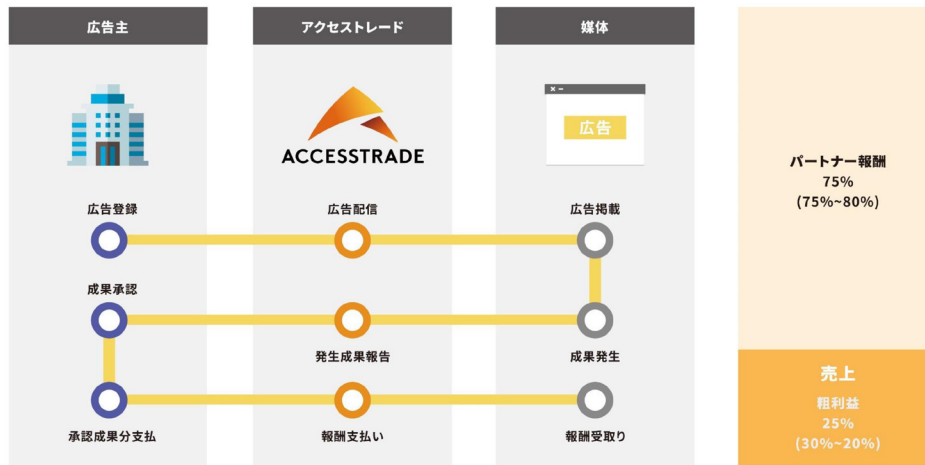 広告主
アクセストレード
媒体
広告
ACCESSTRADE
広告登録
広告配信
広告掲載
成果承認
発生成果報告
成果発生
承認成果分支払
報酬支払い
報酬受取り
パートナー報酬
75%
(75%~80%)
売上
粗利益
25%
(30%~20%)